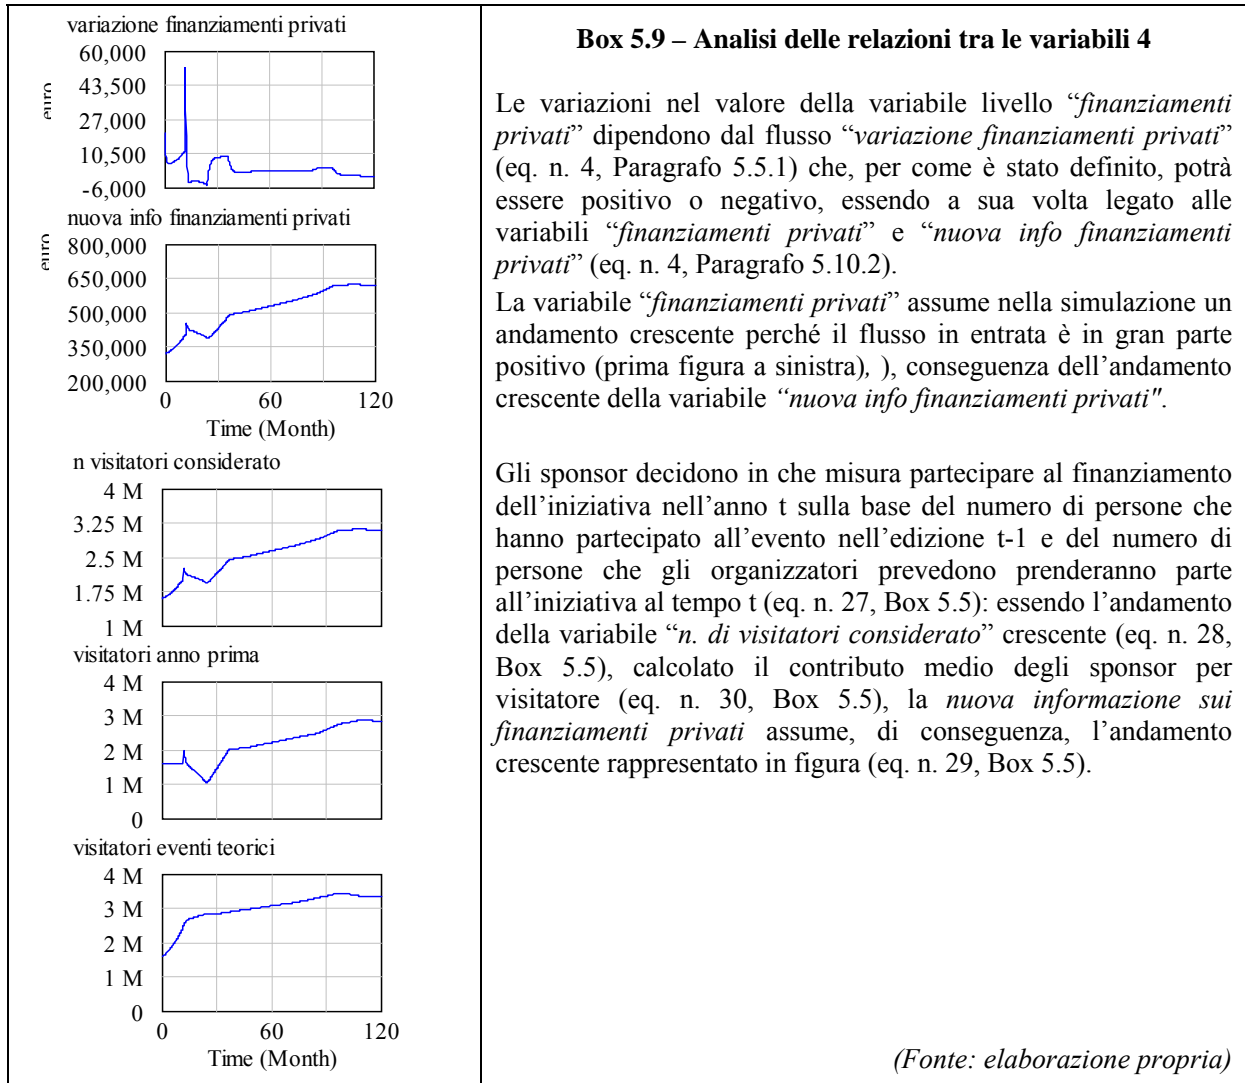 variazione finanziamenti privati
60,000
43,500
27,000
10,500
-6,000
euro
nuova info finanziamenti privati
800,000
650,000
500,000
350,000
200,000
euro
0 60 120
Time (Month)
n visitatori considerato
4 M
3.25 M
2.5 M
1.75 M
1 M
visitatori anno prima
4 M
3 M
2 M
1 M
0
visitatori eventi teorici
4 M
3 M
2 M
1 M
0
0 60 120
Time (Month)
Box 5.9 – Analisi delle relazioni tra le variabili 4
Le variazioni nel valore della variabile livello “finanziamenti
privati” dipendono dal flusso “variazione finanziamenti privati”
(eq. n. 4, Paragrafo 5.5.1) che, per come è stato definito, potrà
essere positivo o negativo, essendo a sua volta legato alle
variabili “finanziamenti privati” e “nuova info finanziamenti
privati” (eq. n. 4, Paragrafo 5.10.2).
La variabile “finanziamenti privati” assume nella simulazione un
andamento crescente perché il flusso in entrata è in gran parte
positivo (prima figura a sinistra), ), conseguenza dell’andamento
crescente della variabile “nuova info finanziamenti privati".
Gli sponsor decidono in che misura partecipare al finanziamento
dell’iniziativa nell’anno t sulla base del numero di persone che
hanno partecipato all’evento nell’edizione t-1 e del numero di
persone che gli organizzatori prevedono prenderanno parte
all’iniziativa al tempo t (eq. n. 27, Box 5.5): essendo l’andamento
della variabile “n. di visitatori considerato” crescente (eq. n. 28,
Box 5.5), calcolato il contributo medio degli sponsor per
visitatore (eq. n. 30, Box 5.5), la nuova informazione sui
finanziamenti privati assume, di conseguenza, l’andamento
crescente rappresentato in figura (eq. n. 29, Box 5.5).
(Fonte: elaborazione propria)